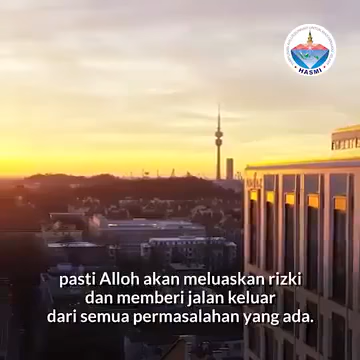 HASMI
pasti Alloh akan meluaskan rizki
dan memberi jalan keluar
dari semua permasalahan yang ada.